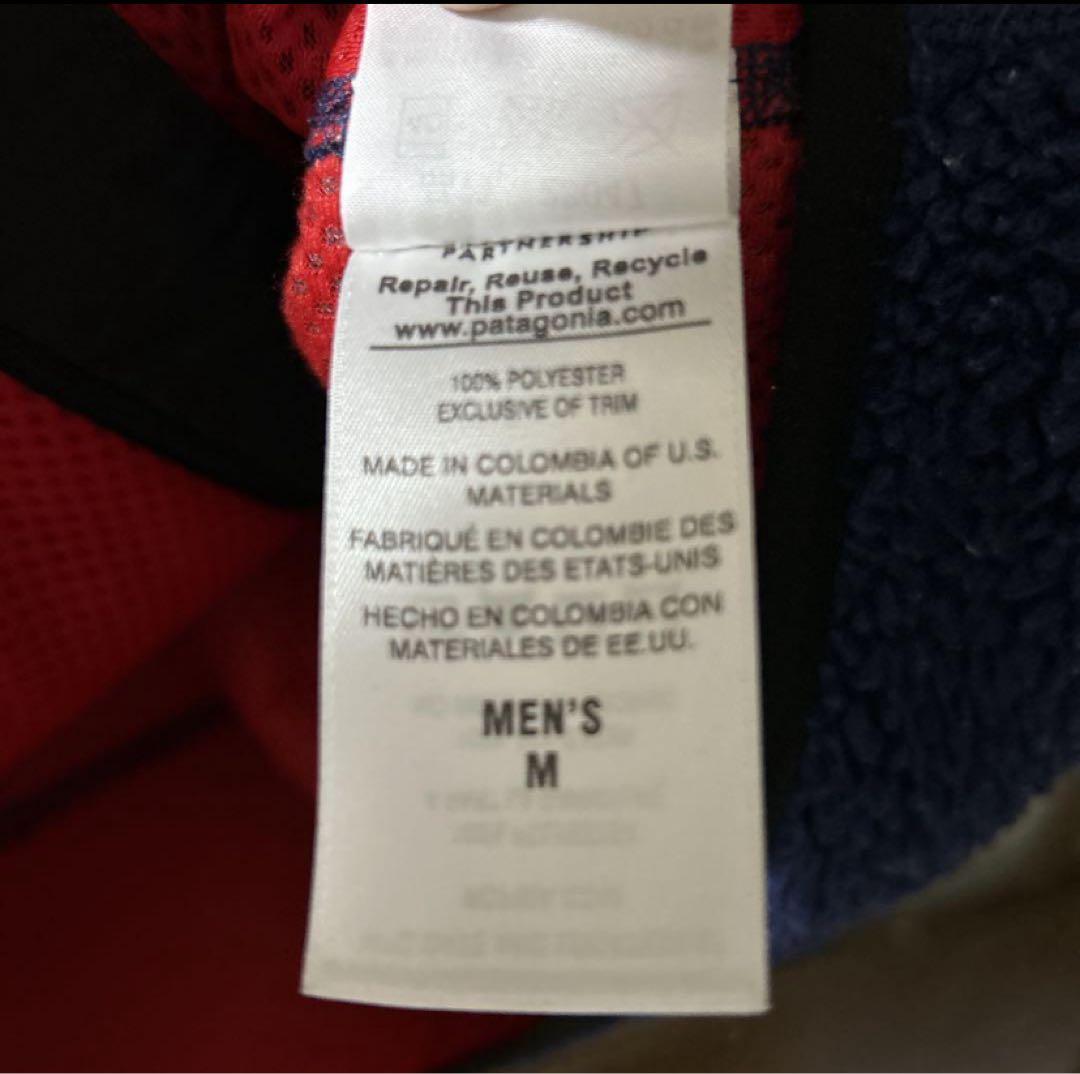 PARTNERSHIP
Repair, Reuse, Recycle
This Product
www.patagonia.com
100% POLYESTER
EXCLUSIVE OF TRIM
MADE IN COLOMBIA OF U.S.
MATERIALS
FABRIQUÉ EN COLOMBIE DES
MATIÈRES DES ETATS-UNIS
HECHO EN COLOMBIA CON
MATERIALES DE EE.UU.
MEN'S
M